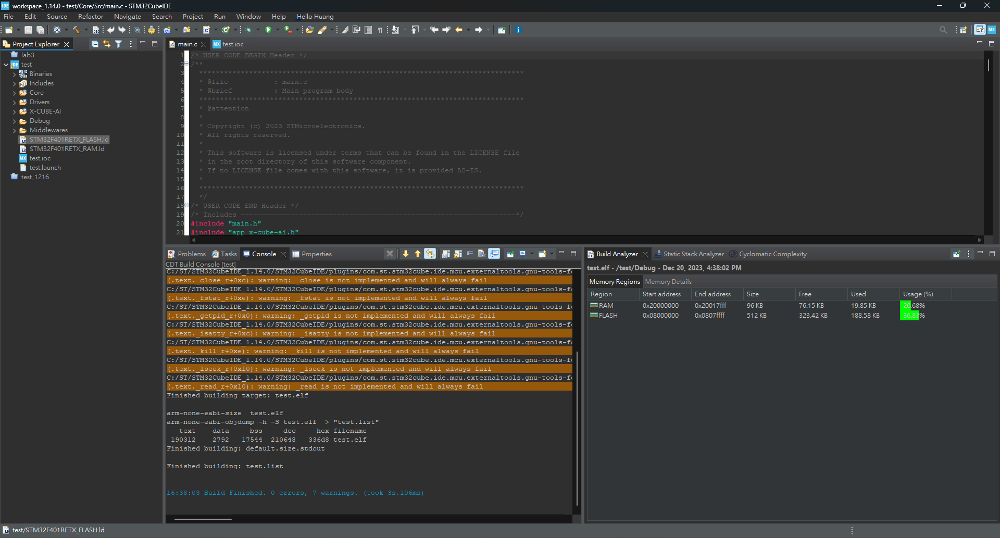 workspace_1.14.0 - test/Core/Src/main.c - STM32CubeIDE
File Edit Source Refactor Navigate Search Project Run Window Help Hello Huang
Project Explorer
lab3
test
Binaries
Includes
Core
Drivers
X-CUBE-AI
Debug
Middlewares
STM32F401RETX_FLASH.ld
STM32F401RETX_RAM.ld
test.ioc
test.launch
test_1216
main.c test.ioc
1 /* USER CODE BEGIN Header */
2 /**
3 ******************************************************************************
4 * @file : main.c
5 * @brief : Main program body
6 ******************************************************************************
7 * @attention
8 *
9 * Copyright (c) 2023 STMicroelectronics.
10 * All rights reserved.
11 *
12 * This software is licensed under terms that can be found in the LICENSE file
13 * in the root directory of this software component.
14 * If no LICENSE file comes with this software, it is provided AS-IS.
15 *
16 ******************************************************************************
17 */
18 /* USER CODE END Header */
19 /* Includes ------------------------------------------------------------------*/
20 #include "main.h"
21 #include "app_x-cube-ai.h"
Problems Tasks Console Properties
CDT Build Console [test]
C:/ST/STM32CubeIDE_1.14.0/STM32CubeIDE/plugins/com.st.stm32cube.ide.mcu.externaltools.gnu-tools-fo
(.text._close_r+0xc): warning: _close is not implemented and will always fail
C:/ST/STM32CubeIDE_1.14.0/STM32CubeIDE/plugins/com.st.stm32cube.ide.mcu.externaltools.gnu-tools-fo
(.text._fstat_r+0xe): warning: _fstat is not implemented and will always fail
C:/ST/STM32CubeIDE_1.14.0/STM32CubeIDE/plugins/com.st.stm32cube.ide.mcu.externaltools.gnu-tools-fo
(.text._getpid_r+0x0): warning: _getpid is not implemented and will always fail
C:/ST/STM32CubeIDE_1.14.0/STM32CubeIDE/plugins/com.st.stm32cube.ide.mcu.externaltools.gnu-tools-fo
(.text._isatty_r+0xc): warning: _isatty is not implemented and will always fail
C:/ST/STM32CubeIDE_1.14.0/STM32CubeIDE/plugins/com.st.stm32cube.ide.mcu.externaltools.gnu-tools-fo
(.text._kill_r+0xe): warning: _kill is not implemented and will always fail
C:/ST/STM32CubeIDE_1.14.0/STM32CubeIDE/plugins/com.st.stm32cube.ide.mcu.externaltools.gnu-tools-fo
(.text._lseek_r+0x10): warning: _lseek is not implemented and will always fail
C:/ST/STM32CubeIDE_1.14.0/STM32CubeIDE/plugins/com.st.stm32cube.ide.mcu.externaltools.gnu-tools-fo
(.text._read_r+0x10): warning: _read is not implemented and will always fail
Finished building target: test.elf
arm-none-eabi-size test.elf
arm-none-eabi-objdump -h -S test.elf > "test.list"
text data bss dec hex filename
190312 2792 17544 210648 336d8 test.elf
Finished building: default.size.stdout
Finished building: test.list
16:38:03 Build Finished. 0 errors, 7 warnings. (took 3s.106ms)
Build Analyzer Static Stack Analyzer Cyclomatic Complexity
test.elf - /test/Debug - Dec 20, 2023, 4:38:02 PM
Memory Regions Memory Details
Region Start address End address Size Free Used Usage (%)
RAM 0x20000000 0x20017fff 96 KB 76.15 KB 19.85 KB 20.68%
FLASH 0x08000000 0x0807ffff 512 KB 323.42 KB 188.58 KB 36.83%
test/STM32F401RETX_FLASH.ld